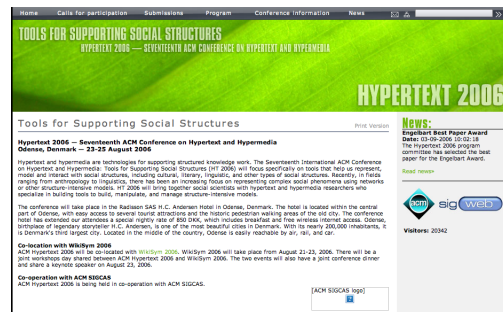 Home Calls for participation Submissions Program Conference Information News
TOOLS FOR SUPPORTING SOCIAL STRUCTURES
HYPERTEXT 2006 — SEVENTEENTH ACM CONFERENCE ON HYPERTEXT AND HYPERMEDIA
HYPERTEXT 2006
Tools for Supporting Social Structures
Print Version
Hypertext 2006 — Seventeenth ACM Conference on Hypertext and Hypermedia
Odense, Denmark — 23-25 August 2006
Hypertext and hypermedia are technologies for supporting structured knowledge work. The Seventeenth International ACM Conference
on Hypertext and Hypermedia: Tools for Supporting Social Structures (HT 2006) will focus specifically on tools that help us represent,
model and interact with social structures, including cultural, literary, linguistic, and other types of social structures. Recently, in fields
ranging from anthropology to linguistics, there has been an increasing focus on representing complex social phenomena using networks
or other structure-intensive models. HT 2006 will bring together social scientists with hypertext and hypermedia researchers who
specialize in building tools to build, manipulate, and manage structure-intensive models.
The conference will take place in the Radisson SAS H.C. Andersen Hotel in Odense, Denmark. The hotel is located within the central
part of Odense, with easy access to several tourist attractions and the historic pedestrian walking areas of the old city. The conference
hotel has extended our attendees a special nightly rate of 850 DKK, which includes breakfast and free wireless internet access. Odense,
birthplace of legendary storyteller H.C. Andersen, is one of the most beautiful cities in Denmark. With its nearly 200,000 inhabitants, it
is Denmark's third largest city. Located in the middle of the country, Odense is easily reachable by air, rail, and car.
Co-location with WikiSym 2006
ACM Hypertext 2006 will be co-located with WikiSym 2006. WikiSym 2006 will take place from August 21-23, 2006. There will be a
joint workshops day shared between ACM Hypertext 2006 and WikiSym 2006. The two events will also have a joint conference dinner
and share a keynote speaker on August 23, 2006.
Co-operation with ACM SIGCAS
ACM Hypertext 2006 is being held in co-operation with ACM SIGCAS.
[ACM SIGCAS logo]
?
News:
Engelbart Best Paper Award
Date: 03-09-2006 10:02:18
The Hypertext 2006 program
committee has selected the best
paper for the Engelbart Award.
Read news»
acm sig web
Visitors: 20342